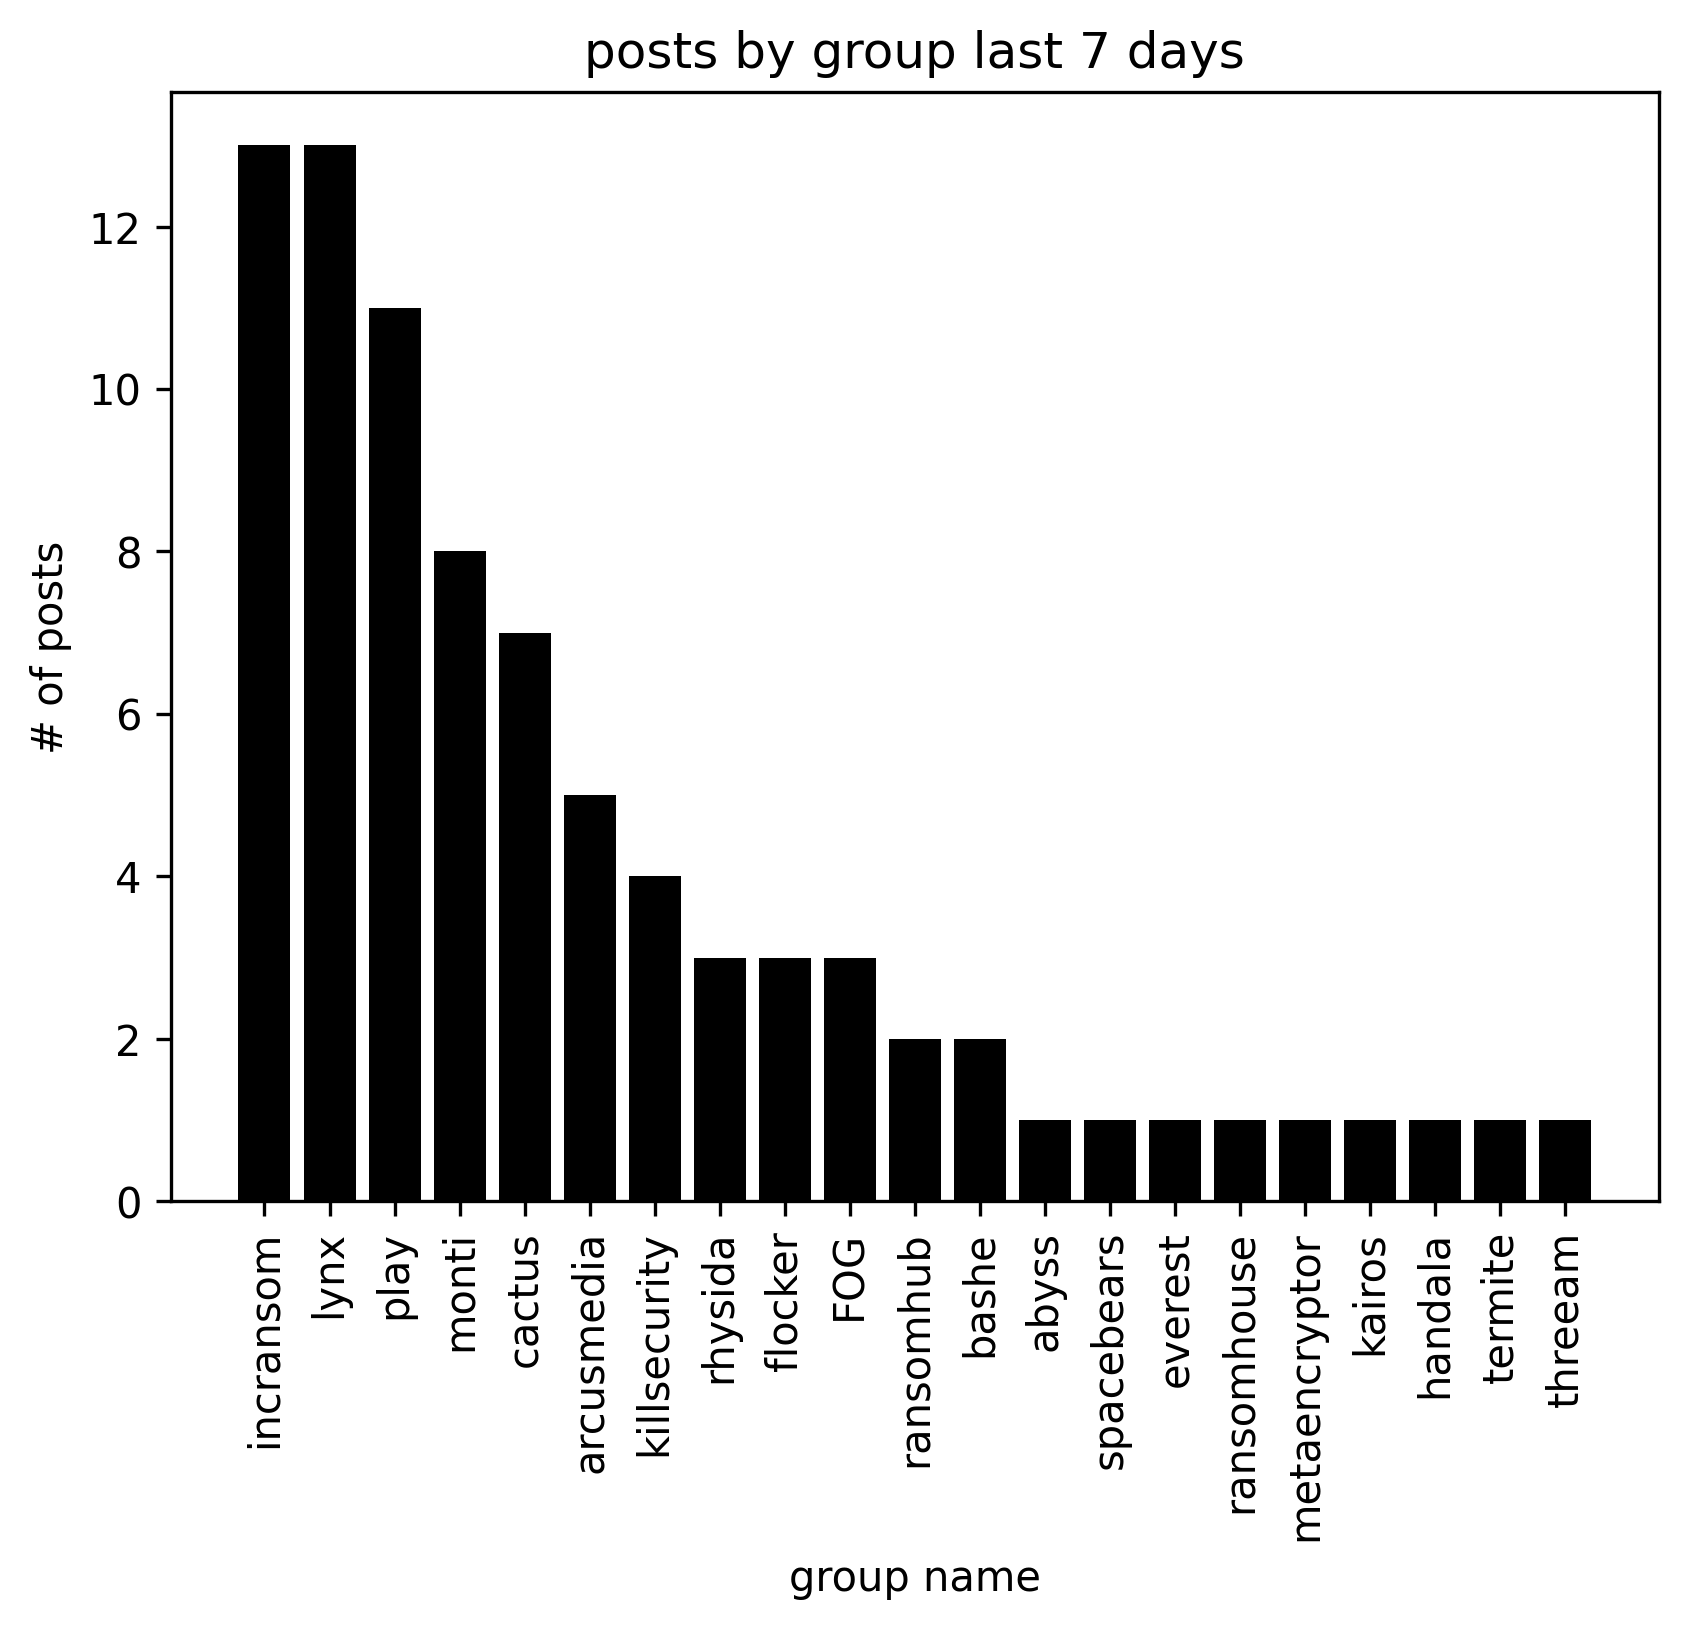 posts by group last 7 days
# of posts
12
10
8
6
4
2
0
incransom
lynx
play
monti
cactus
arcusmedia
killsecurity
rhysida
flocker
FOG
ransomhub
bashe
abyss
spacebears
everest
ransomhouse
metaencryptor
kairos
handala
termite
threeam
group name